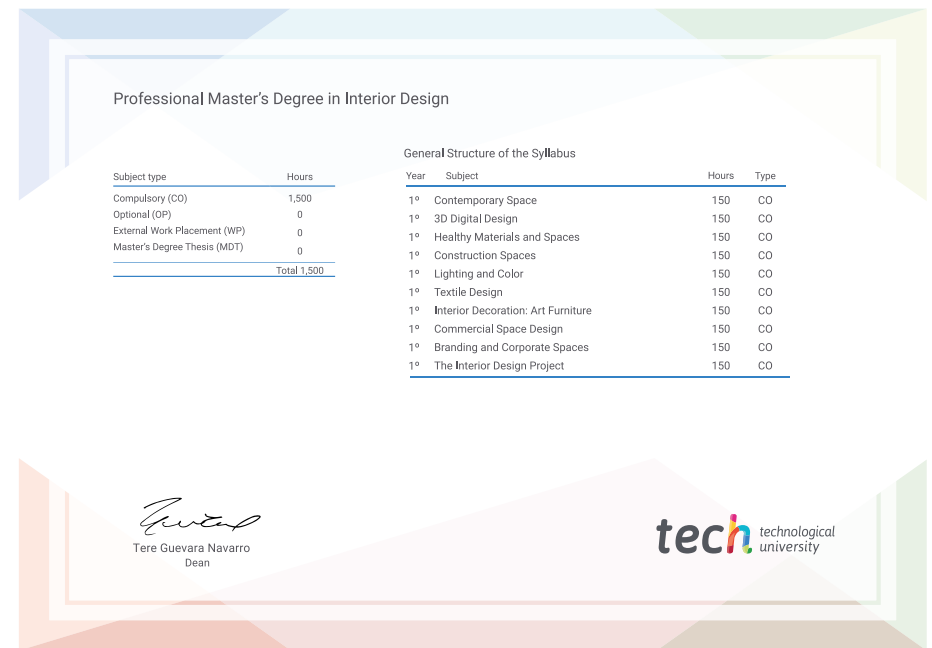 Professional Master's Degree in Interior Design
Subject type Hours
Compulsory (CO) 1,500
Optional (OP) 0
External Work Placement (WP) 0
Master's Degree Thesis (MDT) 0
Total 1,500
General Structure of the Syllabus
Year Subject Hours Type
1º Contemporary Space 150 CO
1º 3D Digital Design 150 CO
1º Healthy Materials and Spaces 150 CO
1º Construction Spaces 150 CO
1º Lighting and Color 150 CO
1º Textile Design 150 CO
1º Interior Decoration: Art Furniture 150 CO
1º Commercial Space Design 150 CO
1º Branding and Corporate Spaces 150 CO
1º The Interior Design Project 150 CO
Tere Guevara Navarro
Dean
tech technological
university